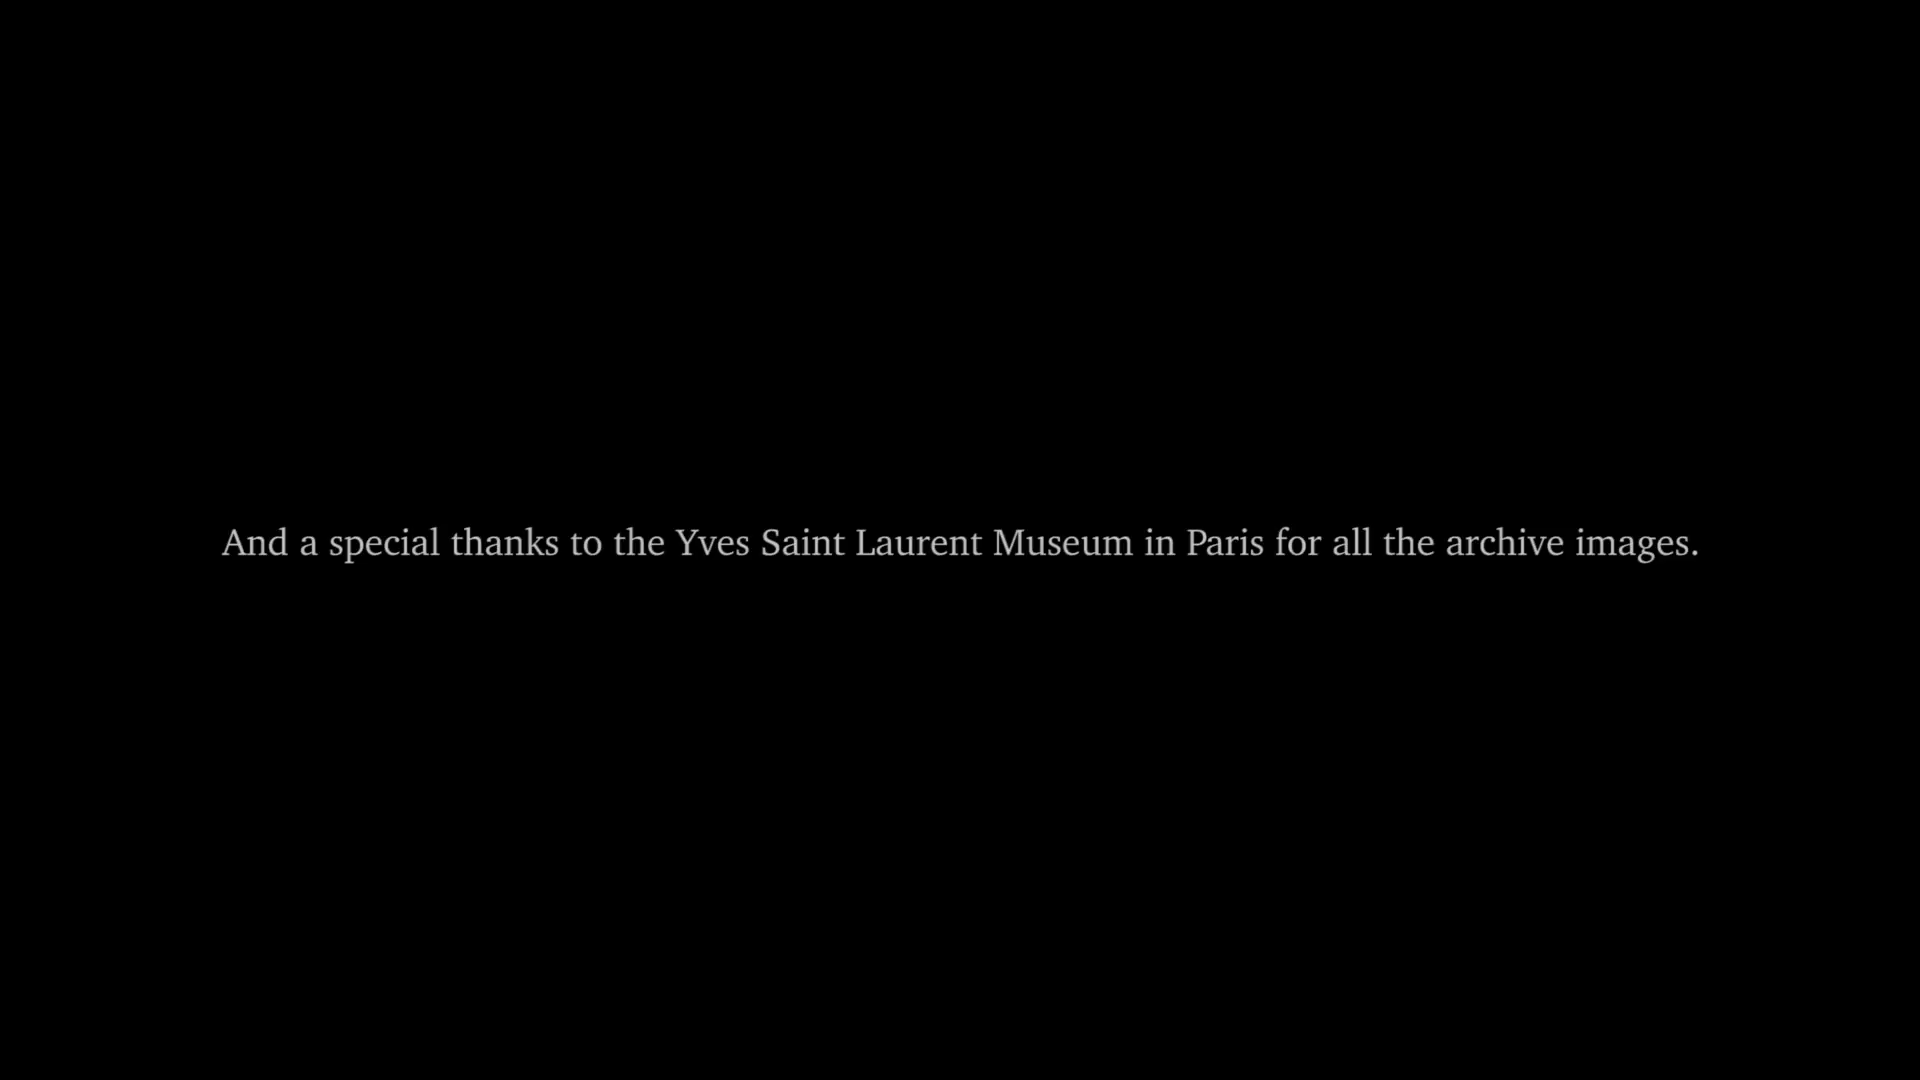 And a special thanks to the Yves Saint Laurent Museum in Paris for all the archive images.